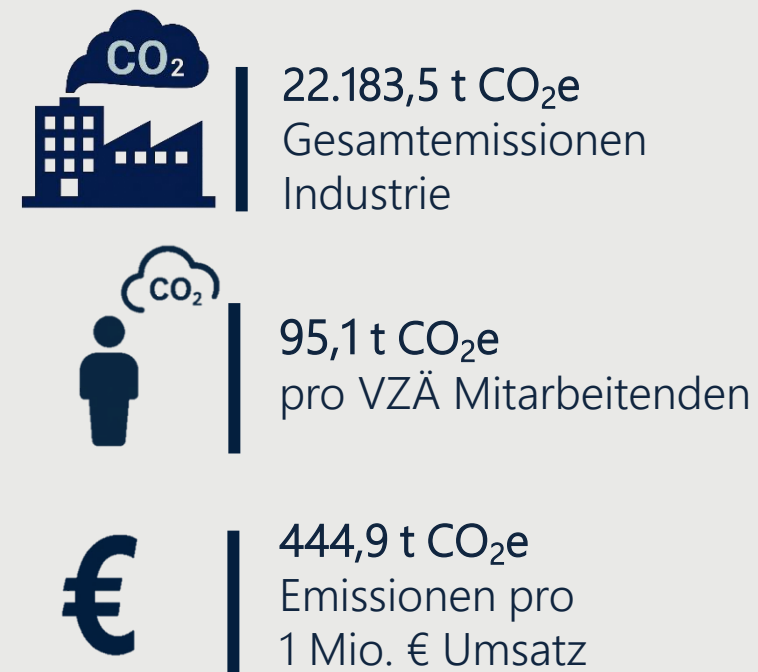 CO₂
22.183,5 t CO₂e
Gesamtemissionen
Industrie
CO₂
95,1 t CO₂e
pro VZÄ Mitarbeitenden
€
444,9 t CO₂e
Emissionen pro
1 Mio. € Umsatz